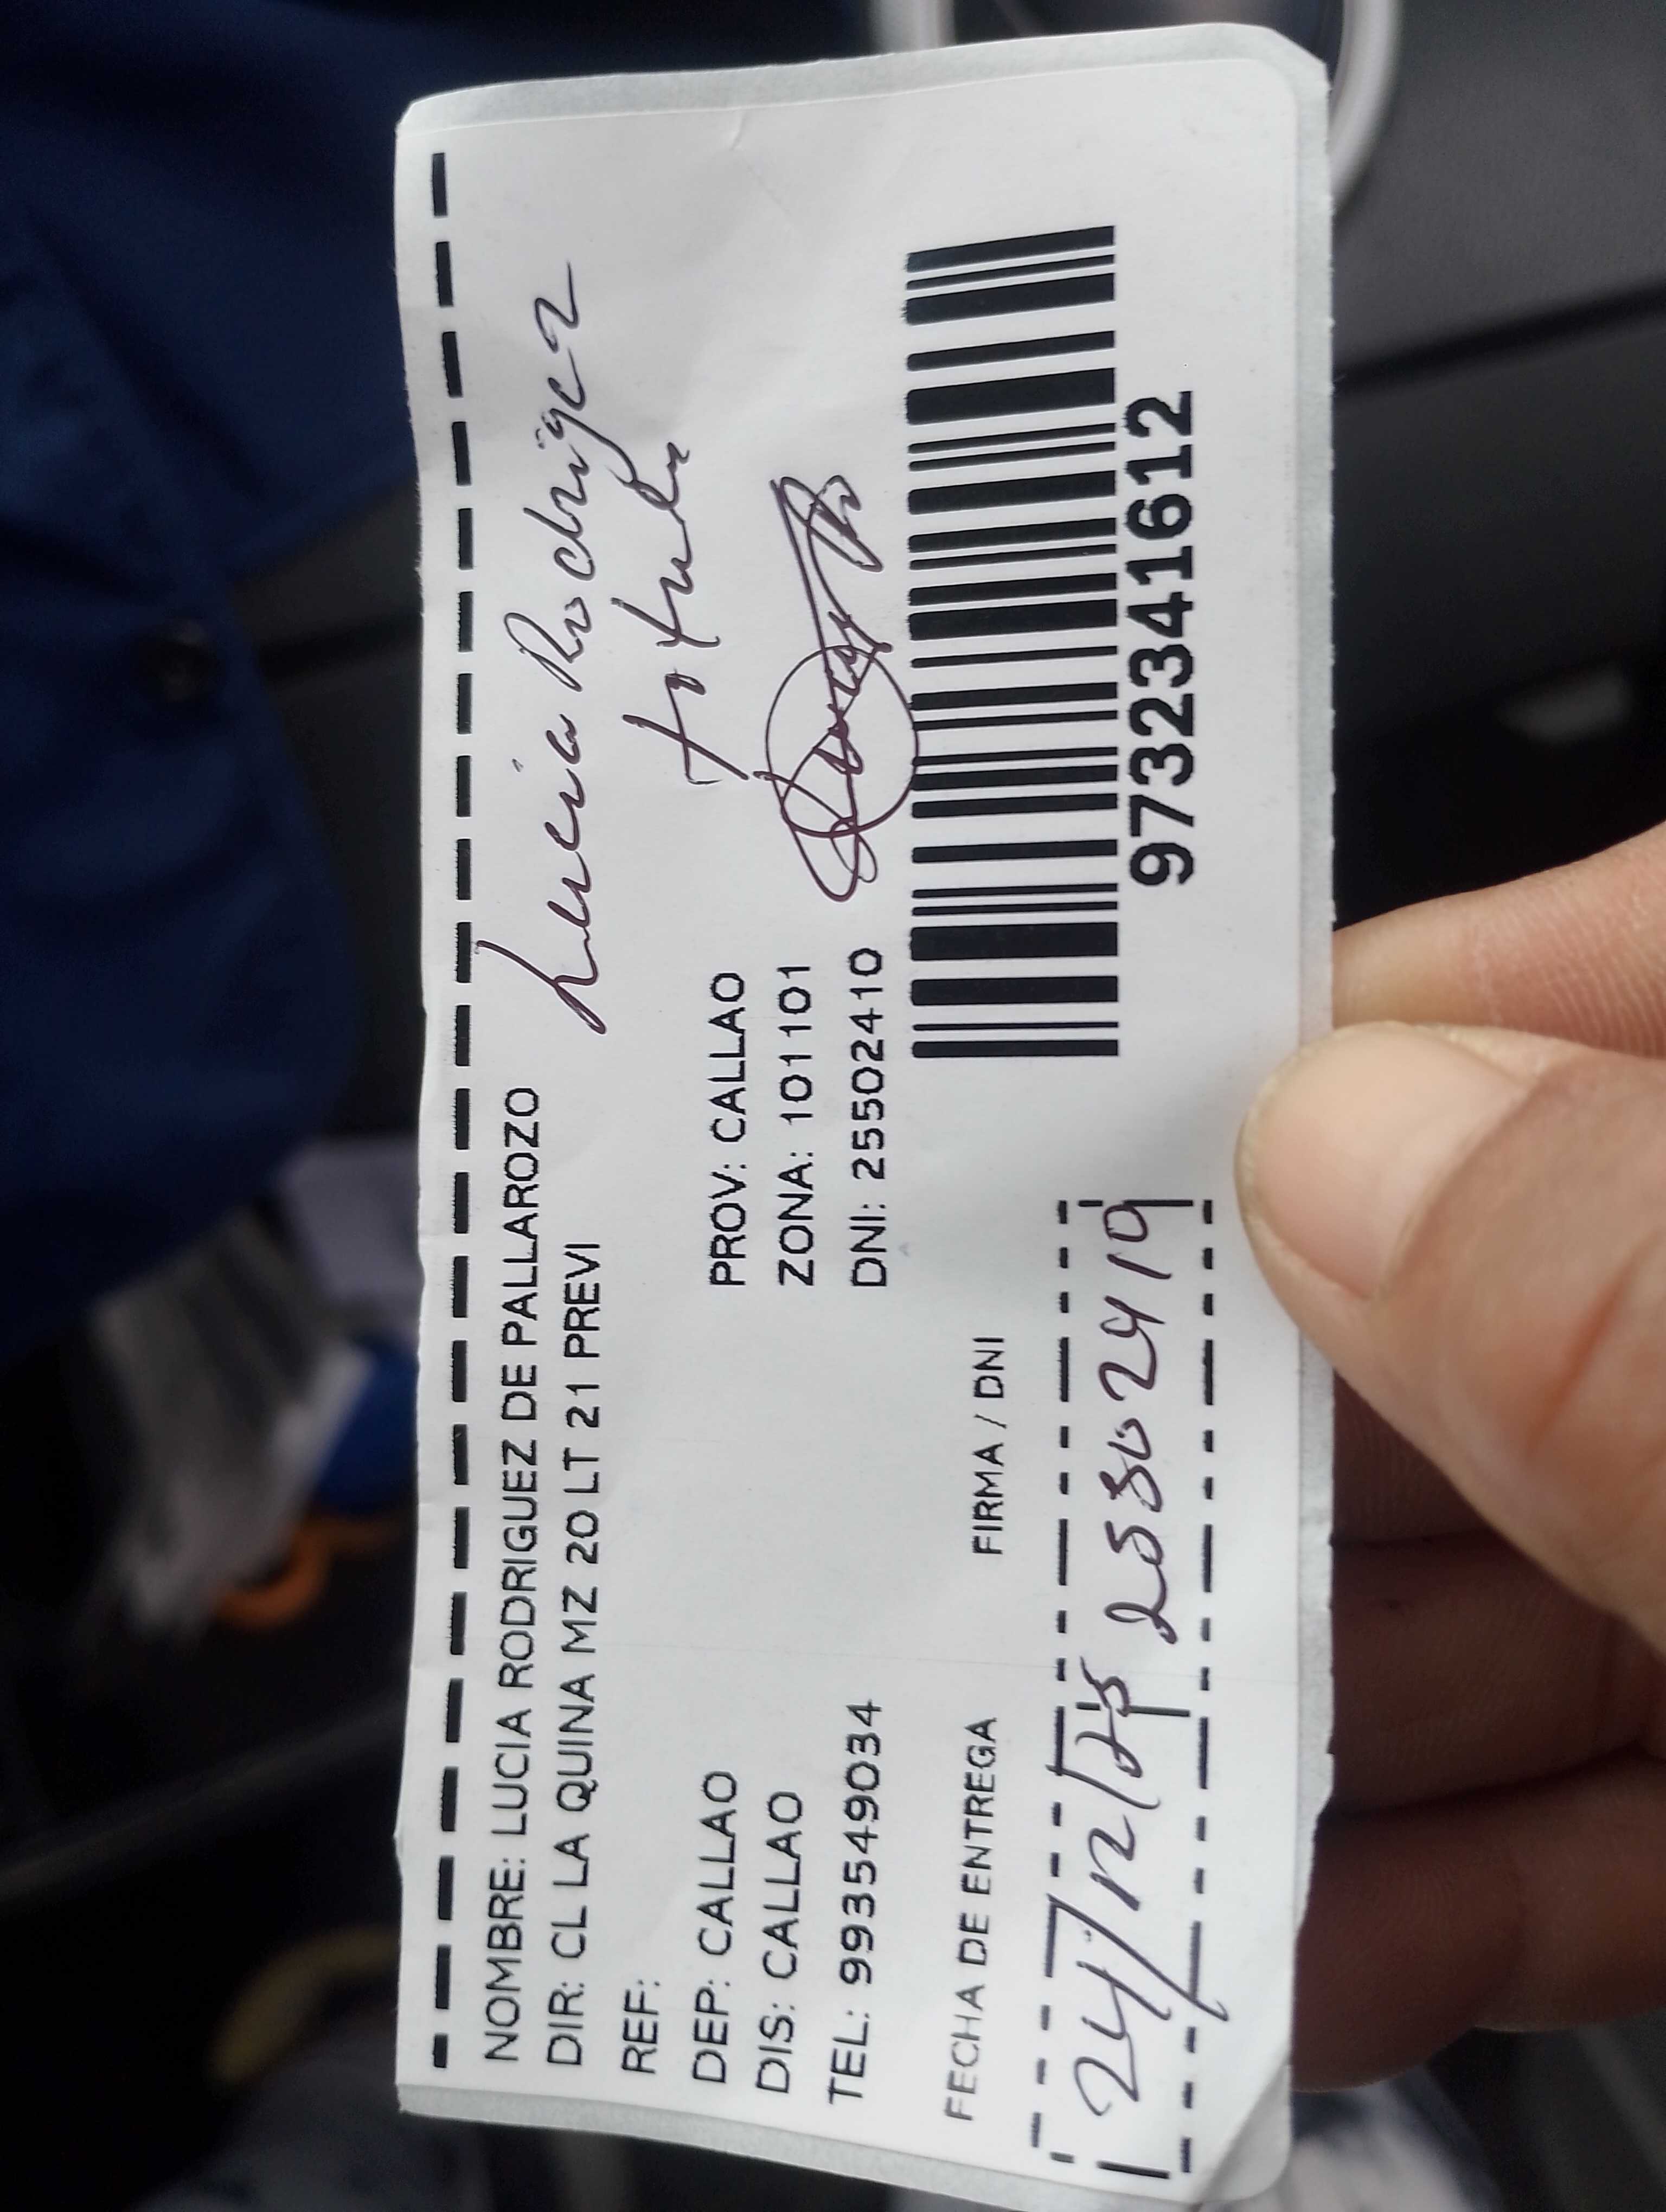 NOMBRE: LUCIA RODRIGUEZ DE PALLAROZO
DIR: CL LA QUINA MZ 20 LT 21 PREVI
Lucia Rodriguez
REF:
titular
DEP: CALLAO PROV: CALLAO
DIS: CALLAO ZONA: 101101
TEL: 993549034 DNI: 25502410
FECHA DE ENTREGA FIRMA / DNI
24/12/25 25502410
9732341612